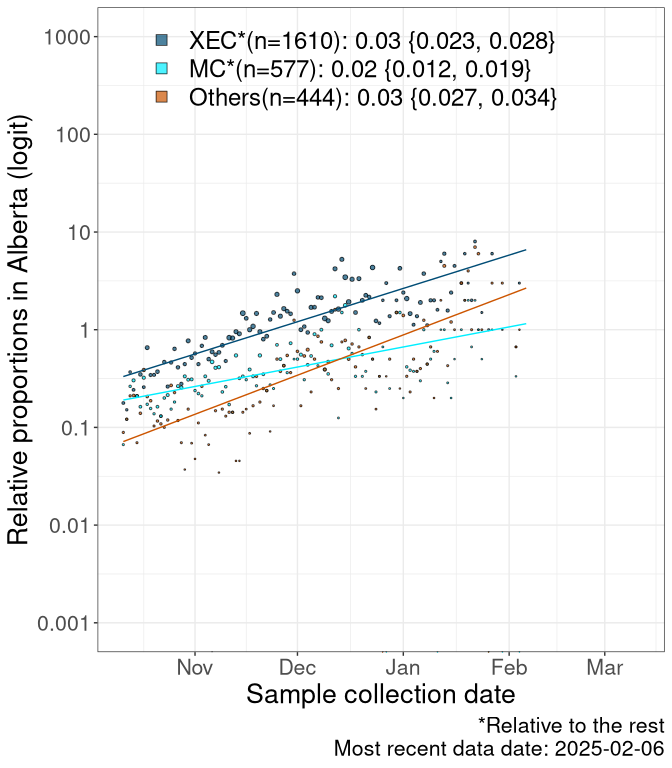 XEC*(n=1610): 0.03 {0.023, 0.028}
MC*(n=577): 0.02 {0.012, 0.019}
Others(n=444): 0.03 {0.027, 0.034}
Relative proportions in Alberta (logit)
1000
100
10
1
0.1
0.01
0.001
Nov Dec Jan Feb Mar
Sample collection date
*Relative to the rest
Most recent data date: 2025-02-06